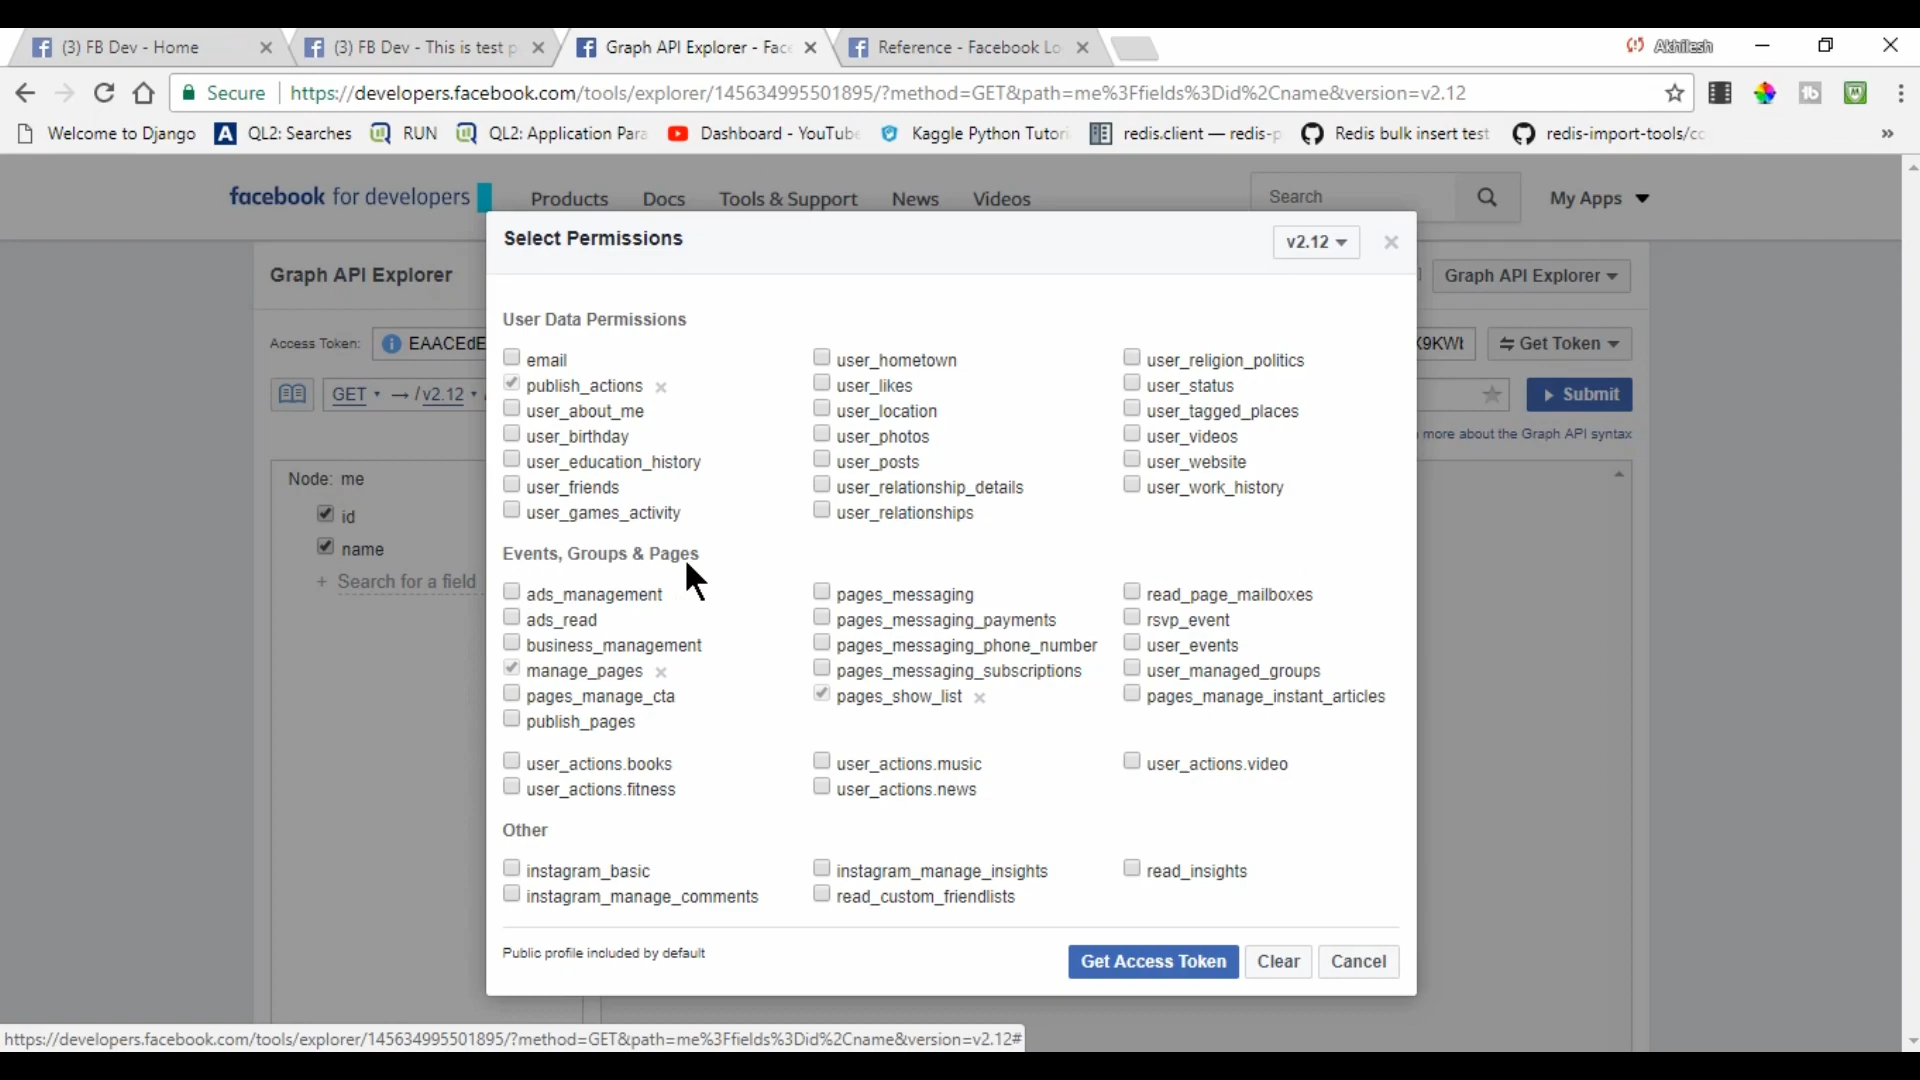 (3) FB Dev - Home
(3) FB Dev - This is test p
Graph API Explorer - Fac
Reference - Facebook Lo
Akhilesh
Secure
https://developers.facebook.com/tools/explorer/145634995501895/?method=GET&path=me%3Ffields%3Did%2Cname&version=v2.12
Welcome to Django
QL2: Searches
RUN
QL2: Application Para
Dashboard - YouTube
Kaggle Python Tutori
redis.client — redis-p
Redis bulk insert test
redis-import-tools/cc
facebook for developers
Products
Docs
Tools & Support
News
Videos
Search
My Apps
Graph API Explorer
Select Permissions
v2.12
Graph API Explorer
Access Token:
EAACEdE
X9KWt
Get Token
GET
→ /v2.12
Submit
more about the Graph API syntax
Node: me
id
name
+ Search for a field
User Data Permissions
email
user_hometown
user_religion_politics
publish_actions
user_likes
user_status
user_about_me
user_location
user_tagged_places
user_birthday
user_photos
user_videos
user_education_history
user_posts
user_website
user_friends
user_relationship_details
user_work_history
user_games_activity
user_relationships
Events, Groups & Pages
ads_management
pages_messaging
read_page_mailboxes
ads_read
pages_messaging_payments
rsvp_event
business_management
pages_messaging_phone_number
user_events
manage_pages
pages_messaging_subscriptions
user_managed_groups
pages_manage_cta
pages_show_list
pages_manage_instant_articles
publish_pages
user_actions.books
user_actions.music
user_actions.video
user_actions.fitness
user_actions.news
Other
instagram_basic
instagram_manage_insights
read_insights
instagram_manage_comments
read_custom_friendlists
Public profile included by default
Get Access Token
Clear
Cancel
https://developers.facebook.com/tools/explorer/145634995501895/?method=GET&path=me%3Ffields%3Did%2Cname&version=v2.12#